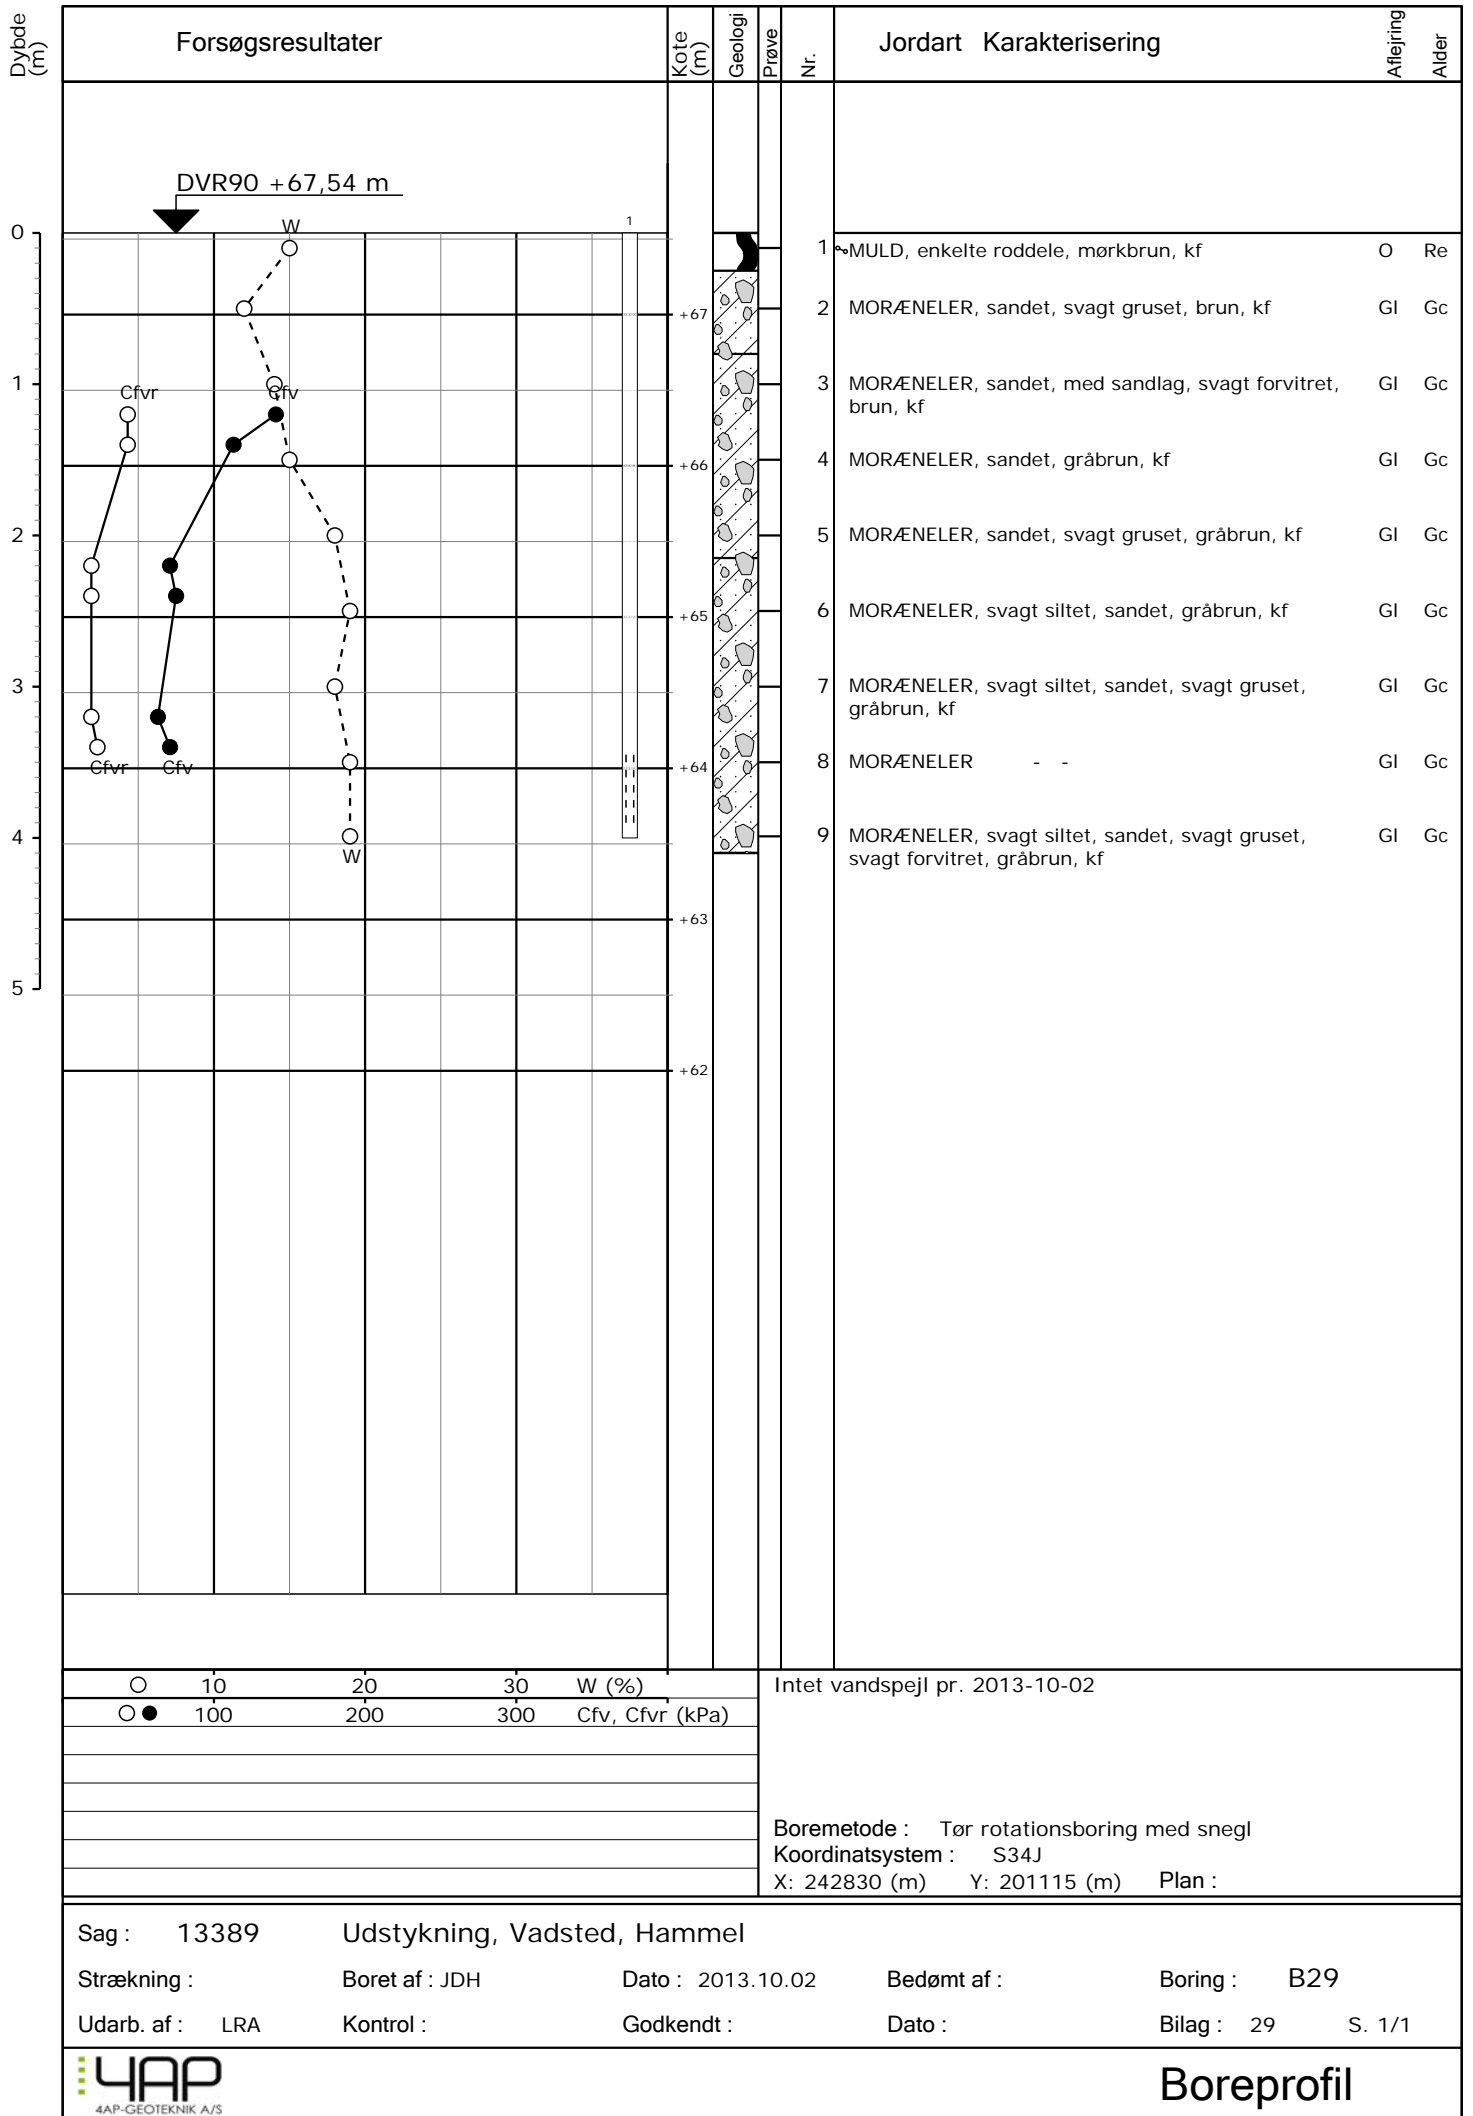 Dybde (m)
Forsøgsresultater
Kote (m)
Geologi
Prøve
Nr.
Jordart Karakterisering
Aflejring
Alder
DVR90 +67,54 m
W
1
0
1 MULD, enkelte roddele, mørkbrun, kf O Re
+67
2 MORÆNELER, sandet, svagt gruset, brun, kf Gl Gc
1
Cfvr
Cfv
3 MORÆNELER, sandet, med sandlag, svagt forvitret, Gl Gc
brun, kf
+66
4 MORÆNELER, sandet, gråbrun, kf Gl Gc
2
5 MORÆNELER, sandet, svagt gruset, gråbrun, kf Gl Gc
+65
6 MORÆNELER, svagt siltet, sandet, gråbrun, kf Gl Gc
3
7 MORÆNELER, svagt siltet, sandet, svagt gruset, Gl Gc
gråbrun, kf
Cfvr
Cfv
+64
8 MORÆNELER - - Gl Gc
4
W
9 MORÆNELER, svagt siltet, sandet, svagt gruset, Gl Gc
svagt forvitret, gråbrun, kf
+63
5
+62
10 20 30 W (%)
100 200 300 Cfv, Cfvr (kPa)
Intet vandspejl pr. 2013-10-02
Boremetode : Tør rotationsboring med snegl
Koordinatsystem : S34J
X: 242830 (m) Y: 201115 (m) Plan :
Sag : 13389 Udstykning, Vadsted, Hammel
Strækning : Boret af : JDH Dato : 2013.10.02 Bedømt af : Boring : B29
Udarb. af : LRA Kontrol : Godkendt : Dato : Bilag : 29 S. 1/1
4AP
4AP-GEOTEKNIK A/S
Boreprofil